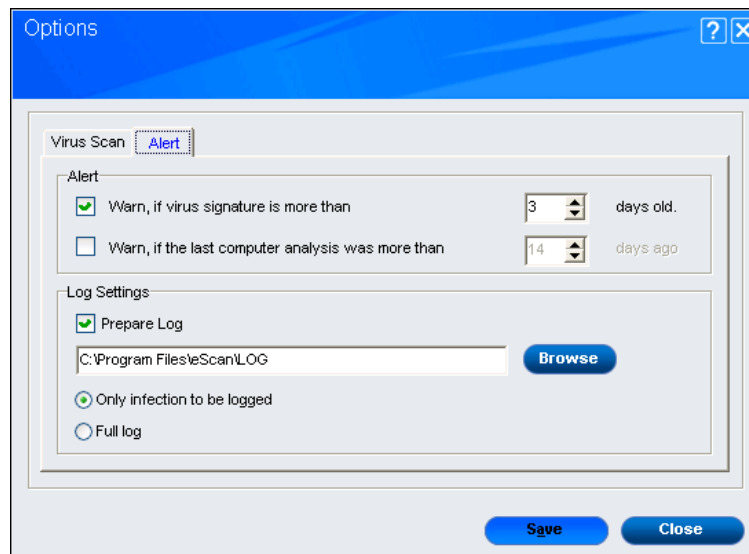 Options
Virus Scan Alert
Alert
Warn, if virus signature is more than 3 days old.
Warn, if the last computer analysis was more than 14 days ago
Log Settings
Prepare Log
C:\Program Files\eScan\LOG Browse
Only infection to be logged
Full log
Save Close